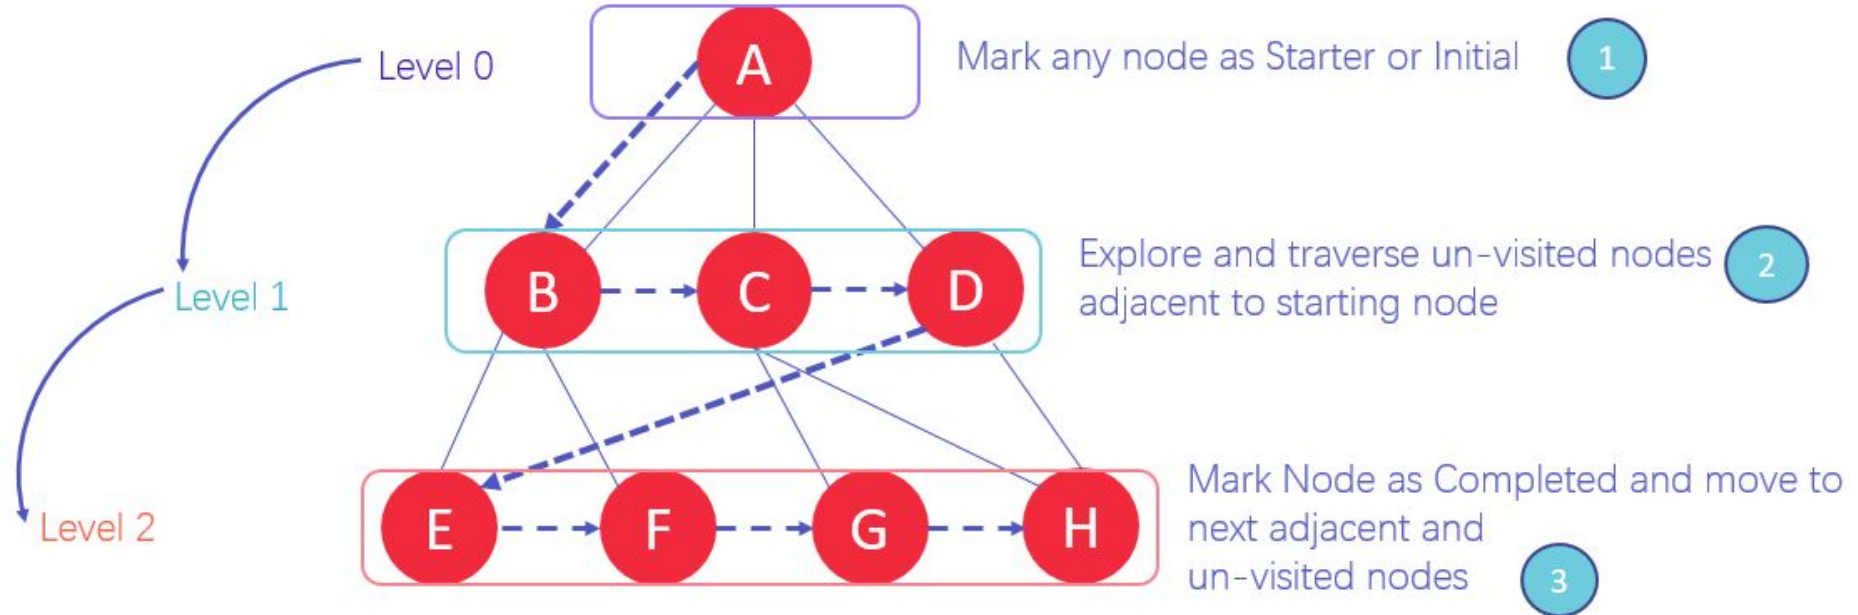 Level 0
A
Mark any node as Starter or Initial
1
Level 1
B
C
D
Explore and traverse un-visited nodes
adjacent to starting node
2
Level 2
E
F
G
H
Mark Node as Completed and move to
next adjacent and
un-visited nodes
3